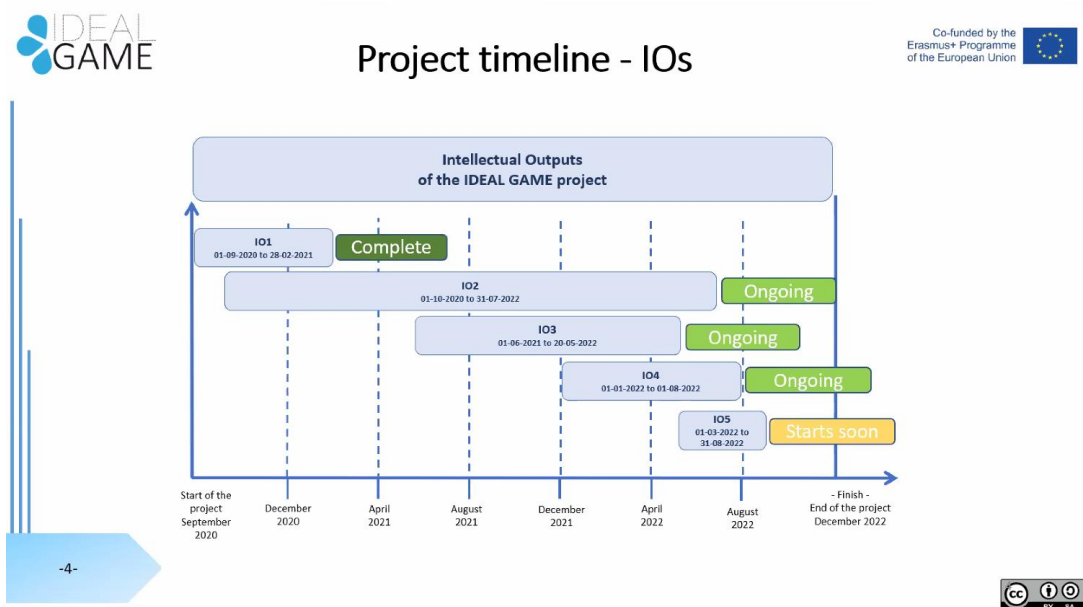 IDEAL
GAME
Project timeline - IOs
Co-funded by the
Erasmus+ Programme
of the European Union
Intellectual Outputs
of the IDEAL GAME project
IO1
01-09-2020 to 28-02-2021
Complete
IO2
01-10-2020 to 31-07-2022
Ongoing
IO3
01-06-2021 to 20-05-2022
Ongoing
IO4
01-01-2022 to 01-08-2022
Ongoing
IO5
01-03-2022 to
31-08-2022
Starts soon
Start of the
project
September
2020
December
2020
April
2021
August
2021
December
2021
April
2022
August
2022
- Finish -
End of the project
December 2022
-4-
cc
BY SA